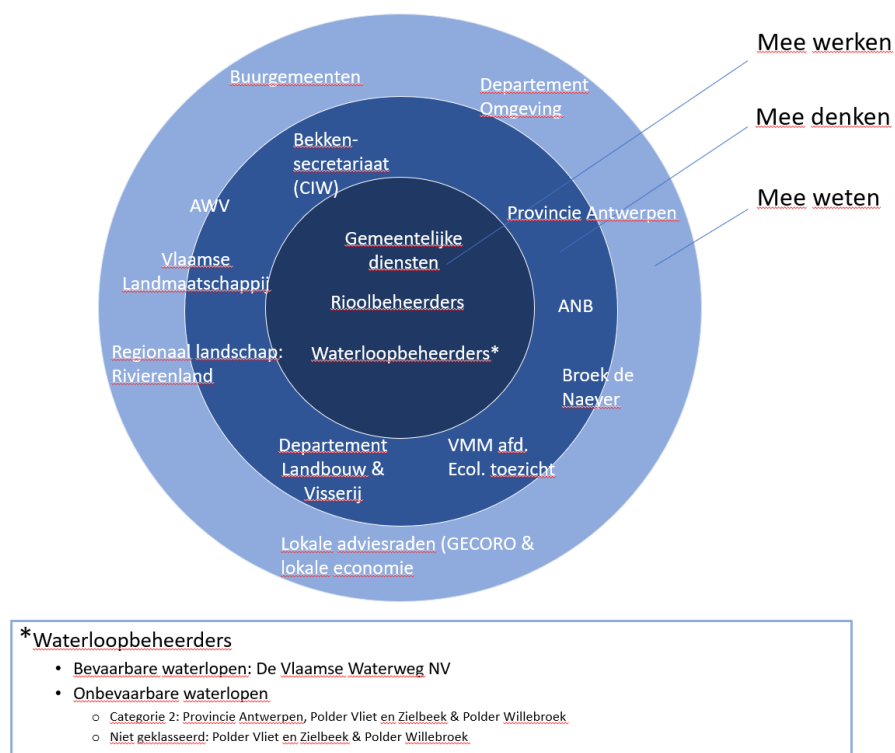 Mee werken
Buurgemeenten
Departement
Omgeving
Mee denken
Bekken-
secretariaat
(CIW)
Mee weten
AWV
Provincie Antwerpen
Gemeentelijke
diensten
Vlaamse
Landmaatschappij
Rioolbeheerders
ANB
Waterloopbeheerders*
Regionaal landschap:
Rivierenland
Broek de
Naever
Departement
Landbouw &
Visserij
VMM afd.
Ecol. toezicht
Lokale adviesraden (GECORO &
lokale economie
*Waterloopbeheerders
• Bevaarbare waterlopen: De Vlaamse Waterweg NV
• Onbevaarbare waterlopen
o Categorie 2: Provincie Antwerpen, Polder Vliet en Zielbeek & Polder Willebroek
o Niet geklasseerd: Polder Vliet en Zielbeek & Polder Willebroek